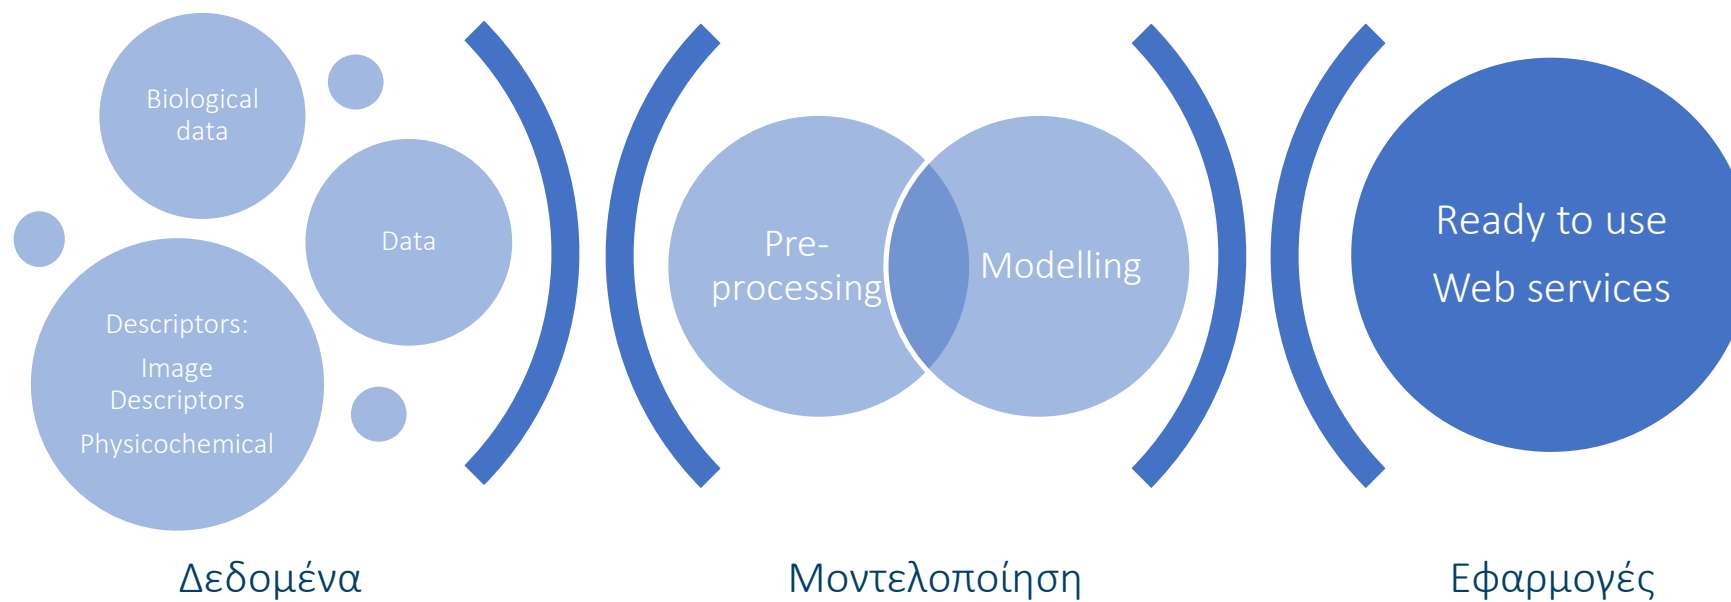 Biological
data
Data
Descriptors:
Image
Descriptors
Physicochemical
Pre-
processing
Modelling
Ready to use
Web services
Δεδομένα
Μοντελοποίηση
Εφαρμογές